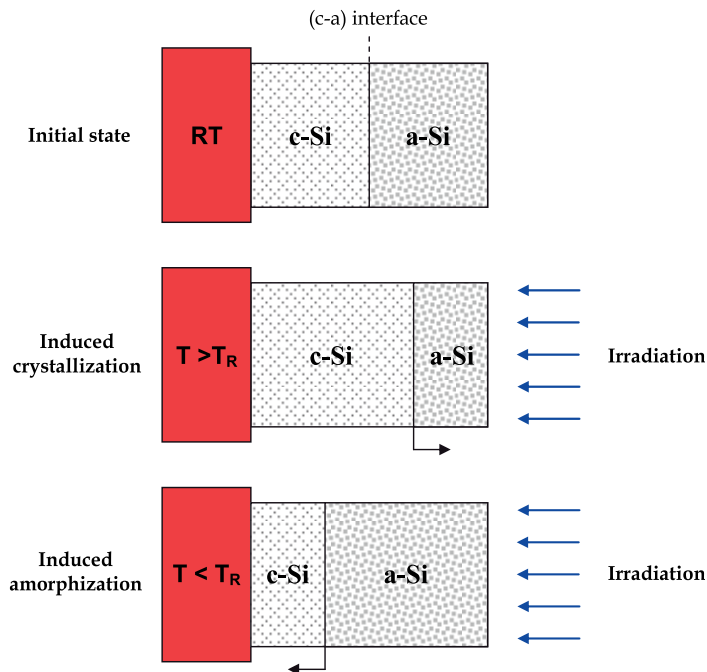 (c-a) interface
Initial state
RT
c-Si
a-Si
Induced
crystallization
T >TR
c-Si
a-Si
Irradiation
Induced
amorphization
T < TR
c-Si
a-Si
Irradiation